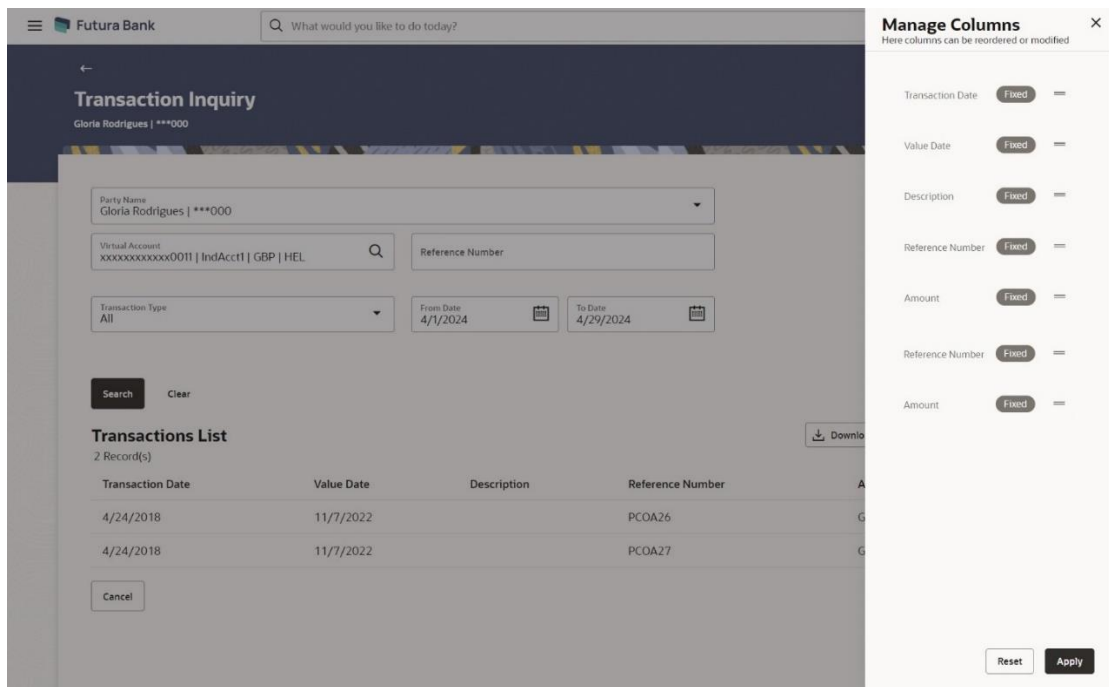 Futura Bank
What would you like to do today?
Manage Columns
Here columns can be reordered or modified
Transaction Inquiry
Gloria Rodrigues | ***000
Transaction Date Fixed
Value Date Fixed
Description Fixed
Reference Number Fixed
Amount Fixed
Reference Number Fixed
Amount Fixed
Party Name
Gloria Rodrigues | ***000
Virtual Account
xxxxxxxxxxxx0011 | IndAcct1 | GBP | HEL
Reference Number
Transaction Type
All
From Date
4/1/2024
To Date
4/29/2024
Search Clear
Transactions List
Downlo
2 Record(s)
Transaction Date Value Date Description Reference Number A
4/24/2018 11/7/2022 PCOA26 G
4/24/2018 11/7/2022 PCOA27 G
Cancel
Reset Apply